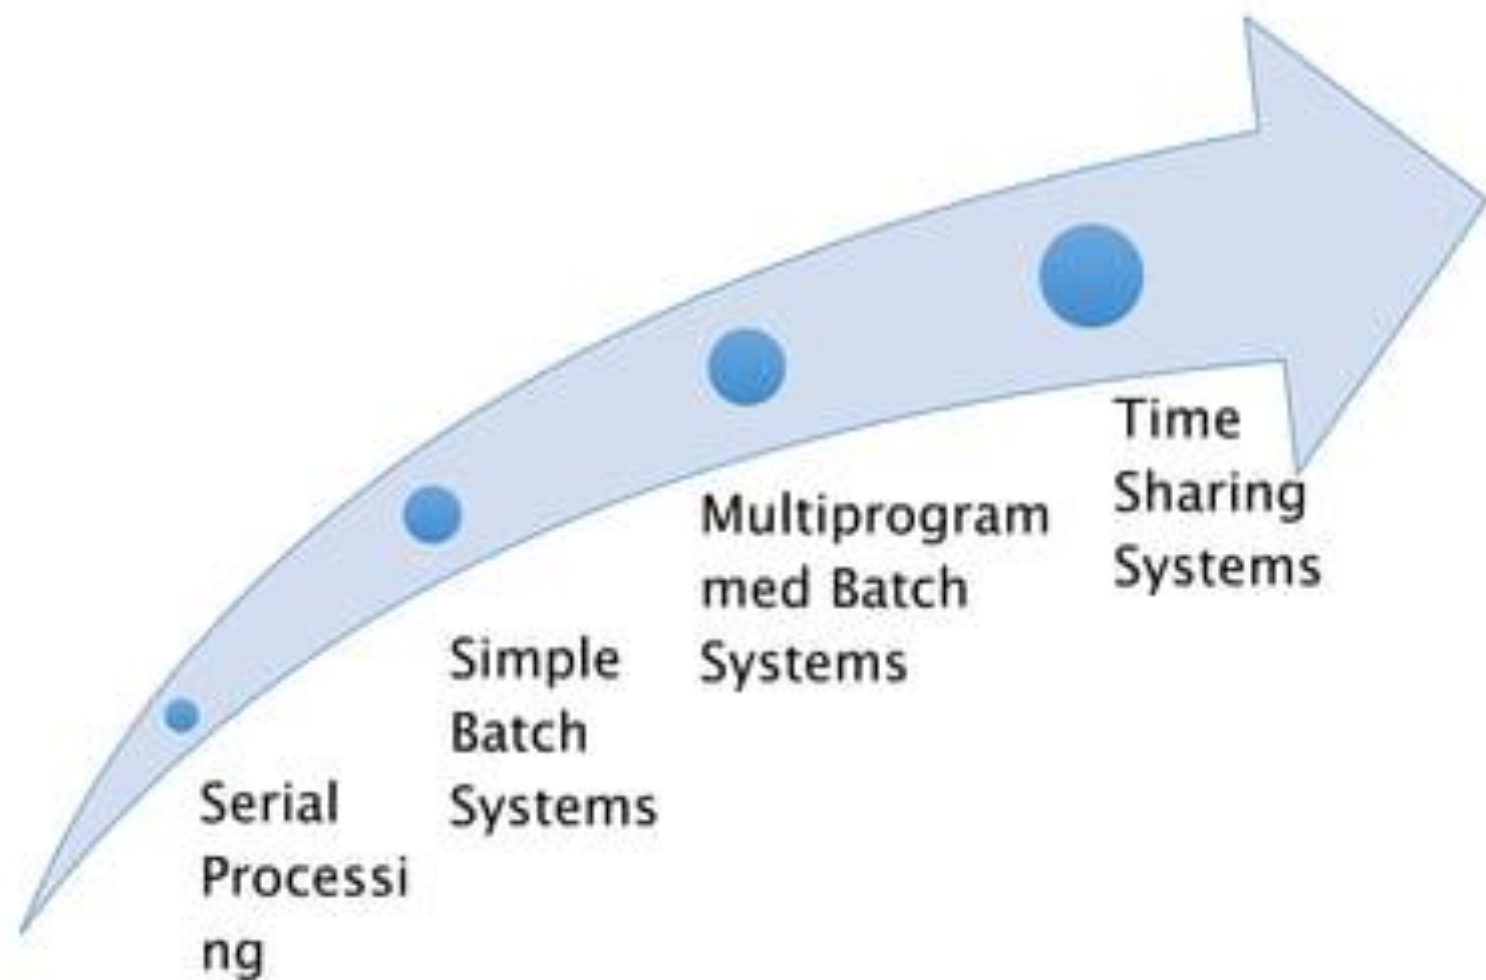 Serial
Processi
ng
Simple
Batch
Systems
Multiprogram
med Batch
Systems
Time
Sharing
Systems